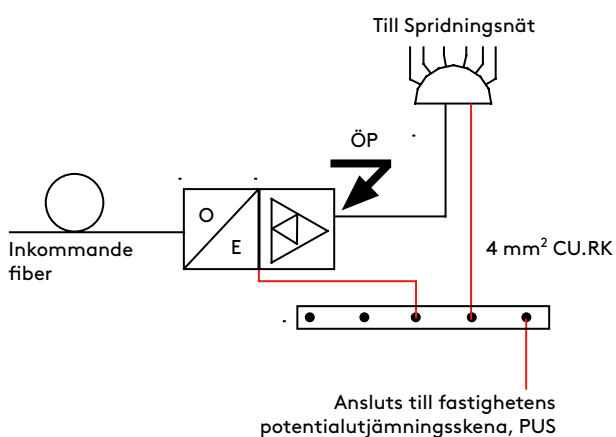 Till Spridningsnät
ÖP
O
E
Inkommande
fiber
4 mm² CU.RK
Ansluts till fastighetens
potentialutjämningsskena, PUS